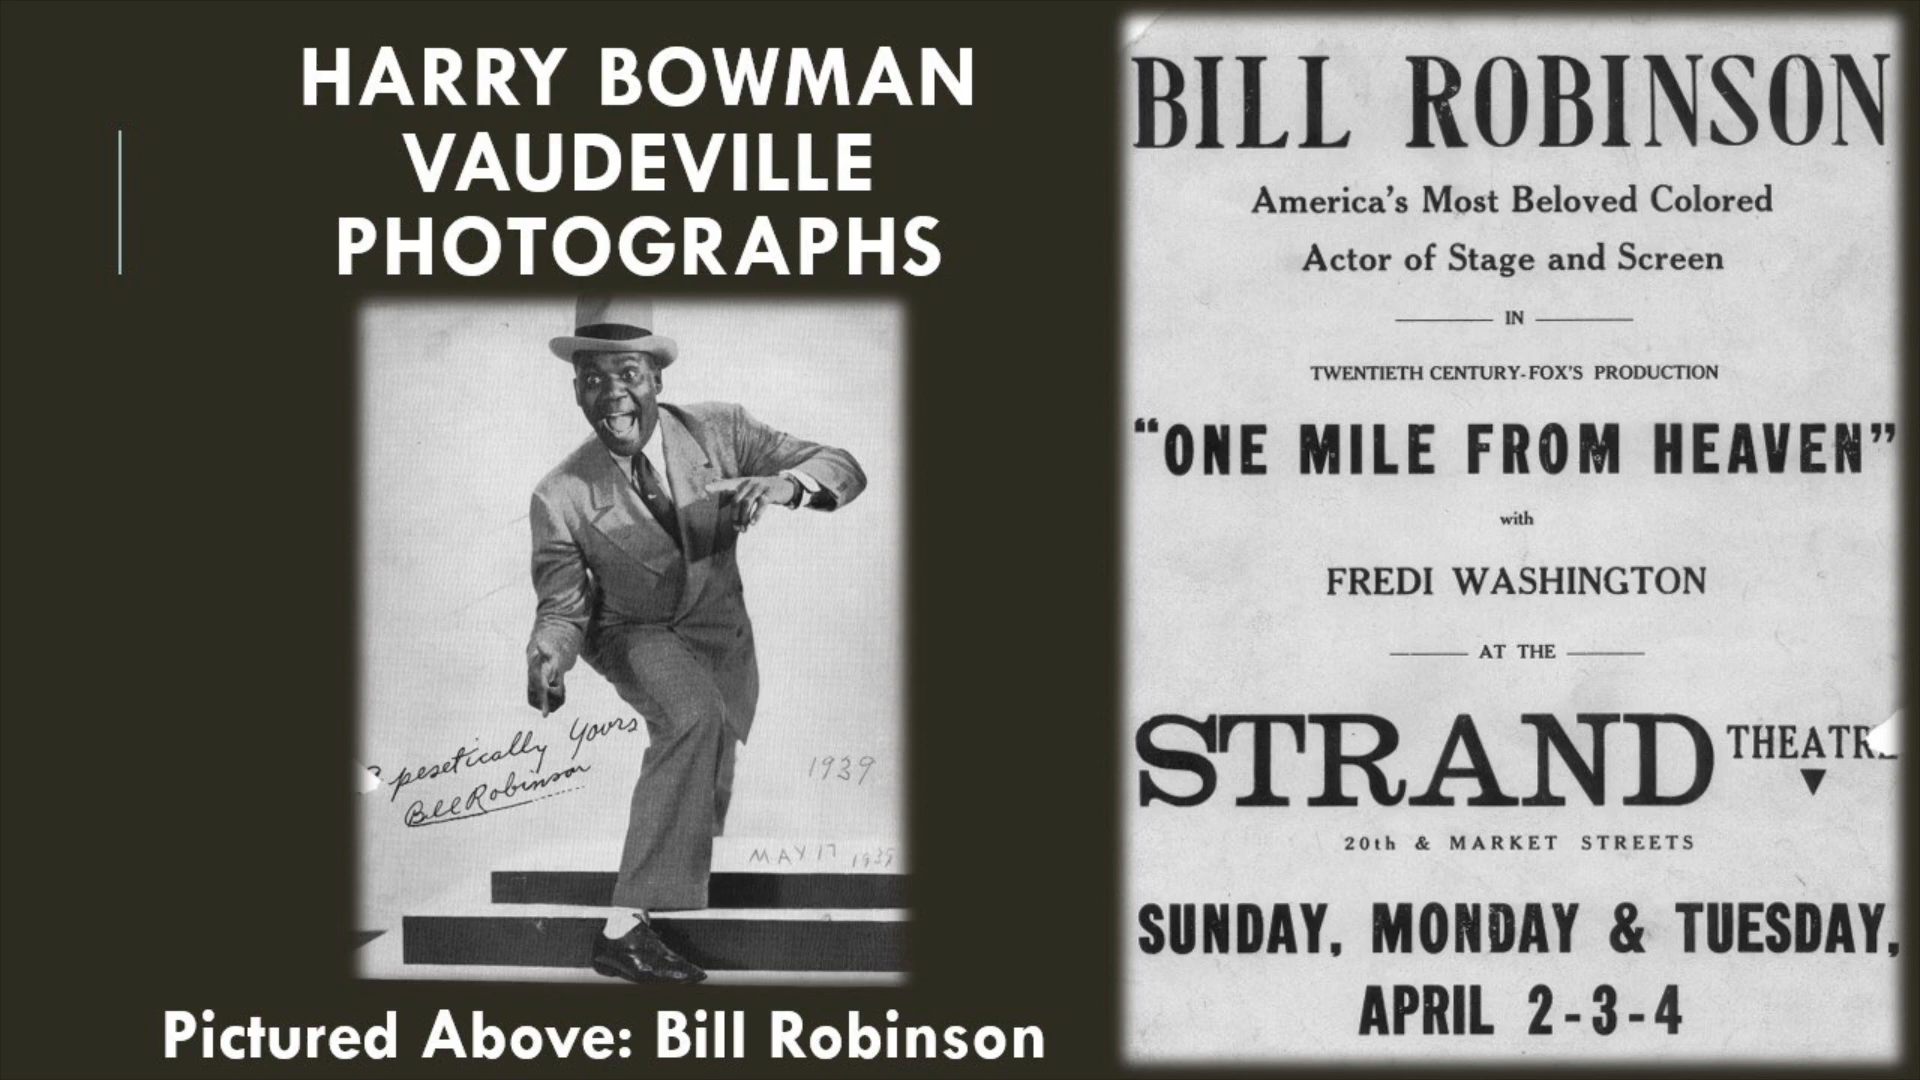 HARRY BOWMAN
VAUDEVILLE
PHOTOGRAPHS
pesetically Yours
Bill Robinson
1939
MAY 17 1939
Pictured Above: Bill Robinson
BILL ROBINSON
America's Most Beloved Colored
Actor of Stage and Screen
IN
TWENTIETH CENTURY-FOX'S PRODUCTION
"ONE MILE FROM HEAVEN"
with
FREDI WASHINGTON
AT THE
STRAND THEATRE
20th & MARKET STREETS
SUNDAY, MONDAY & TUESDAY,
APRIL 2-3-4